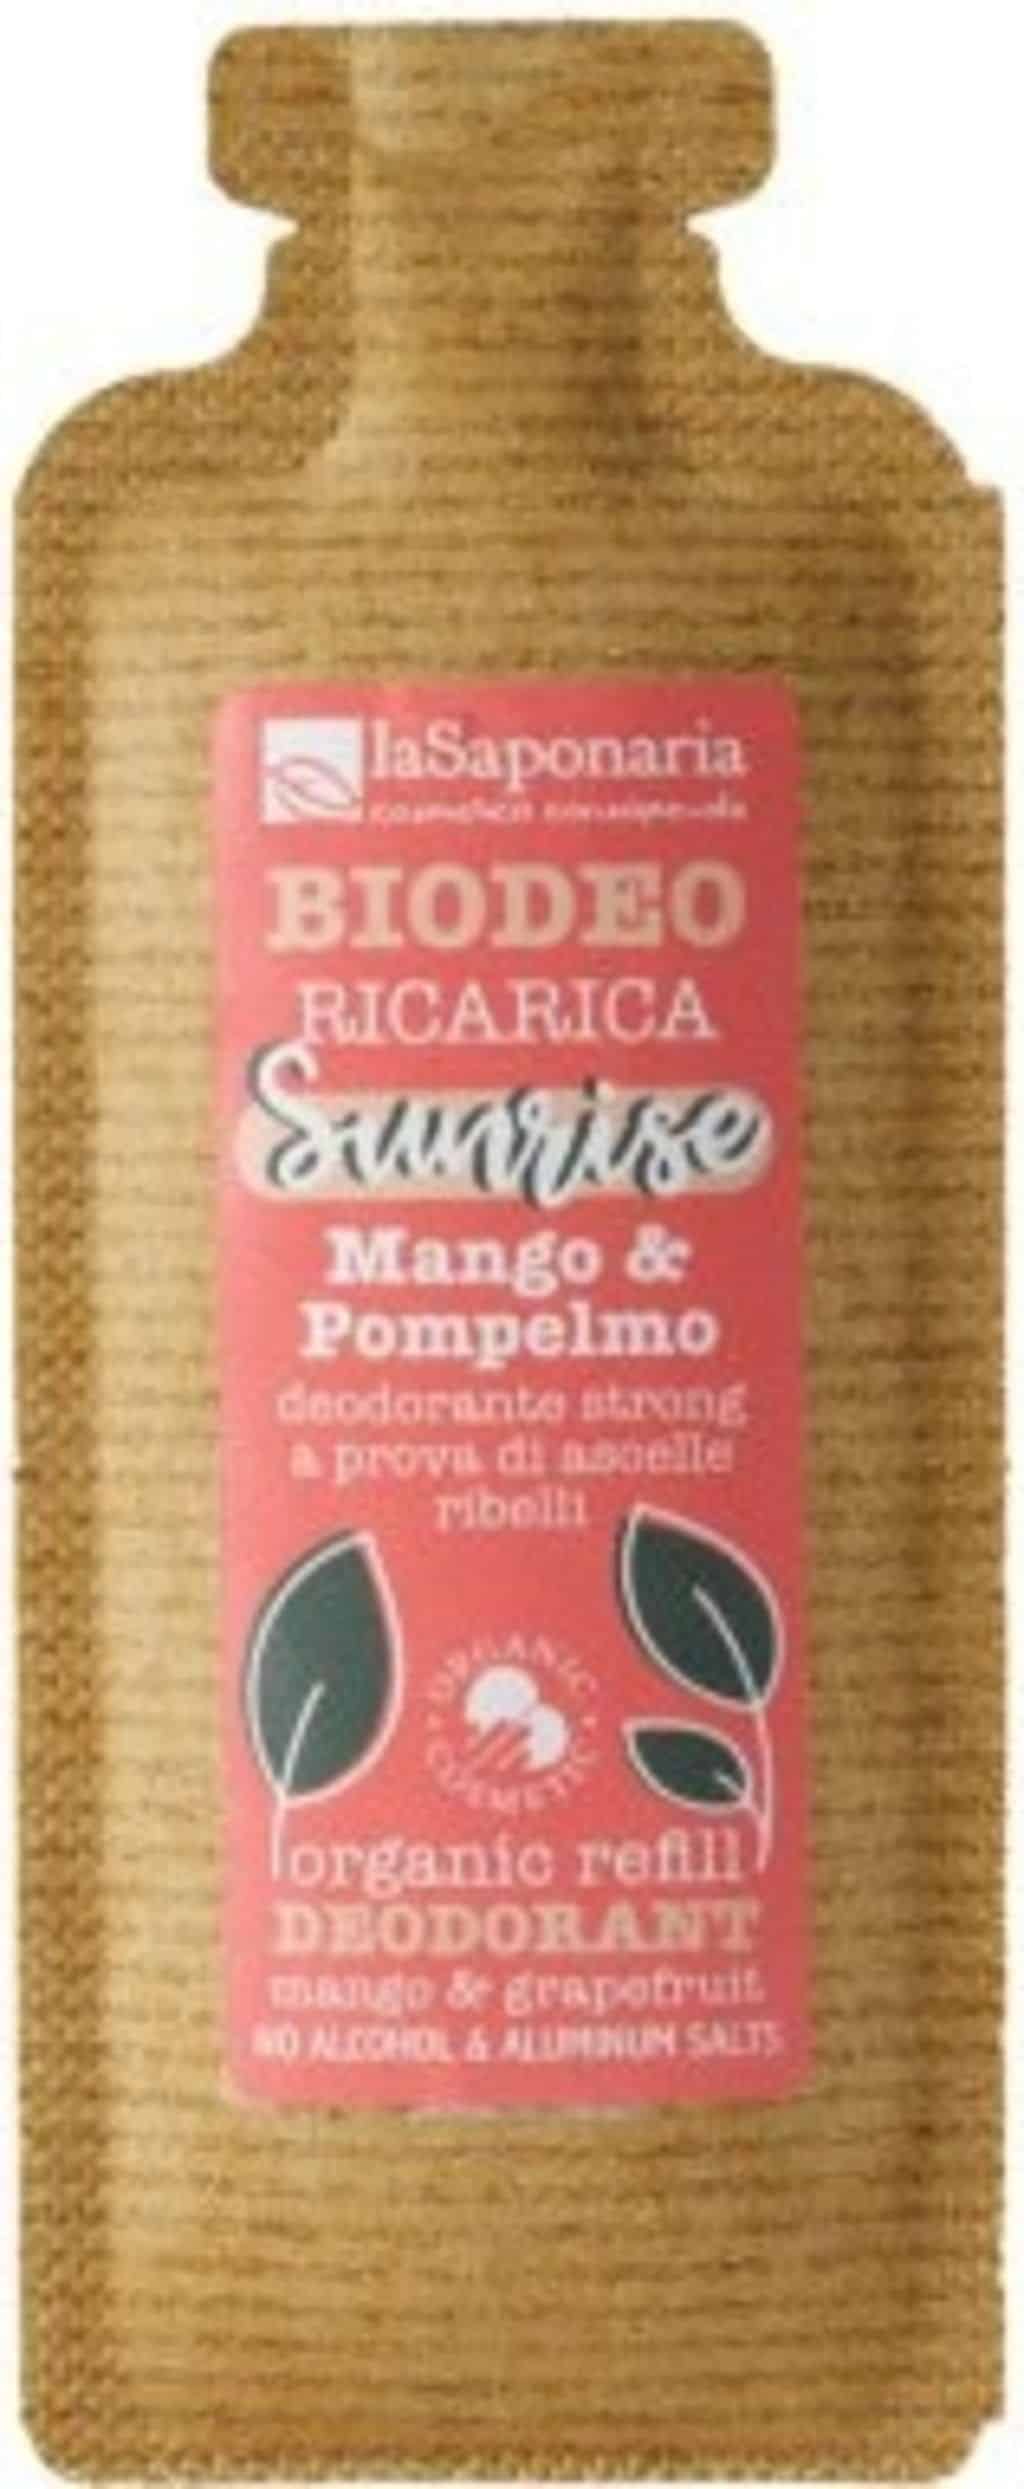 laSaponaria
BIODEO
RICARICA
Sunrise
Mango &
Pompelmo
deodorante strong
a prova di ascelle
ribelli
ORGANIC
COSMETIC
organic refill
DEODORANT
mango & grapefruit
NO ALCOHOL & ALUMINUM SALTS